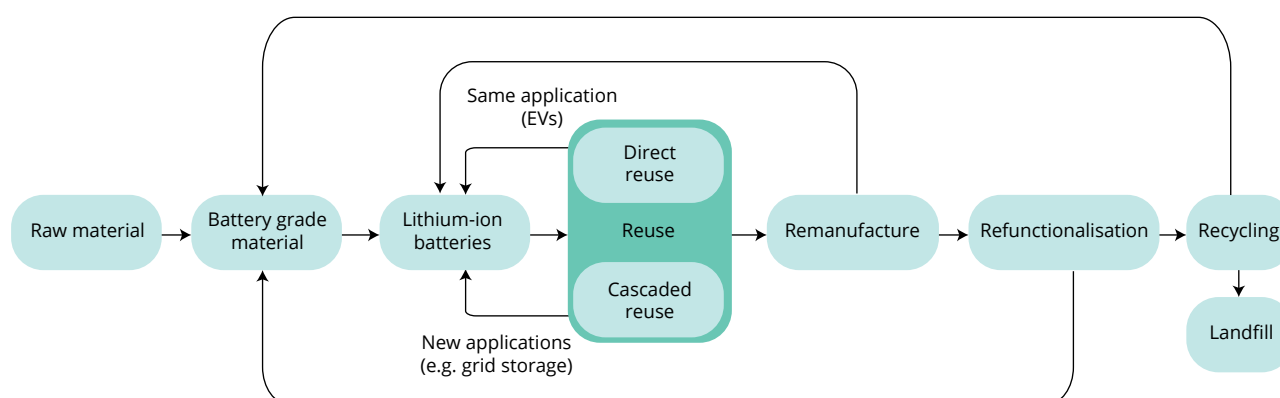 Same application
(EVs)
Direct
reuse
Raw material
Battery grade
material
Lithium-ion
batteries
Reuse
Remanufacture
Refunctionalisation
Recycling
Cascaded
reuse
New applications
(e.g. grid storage)
Landfill